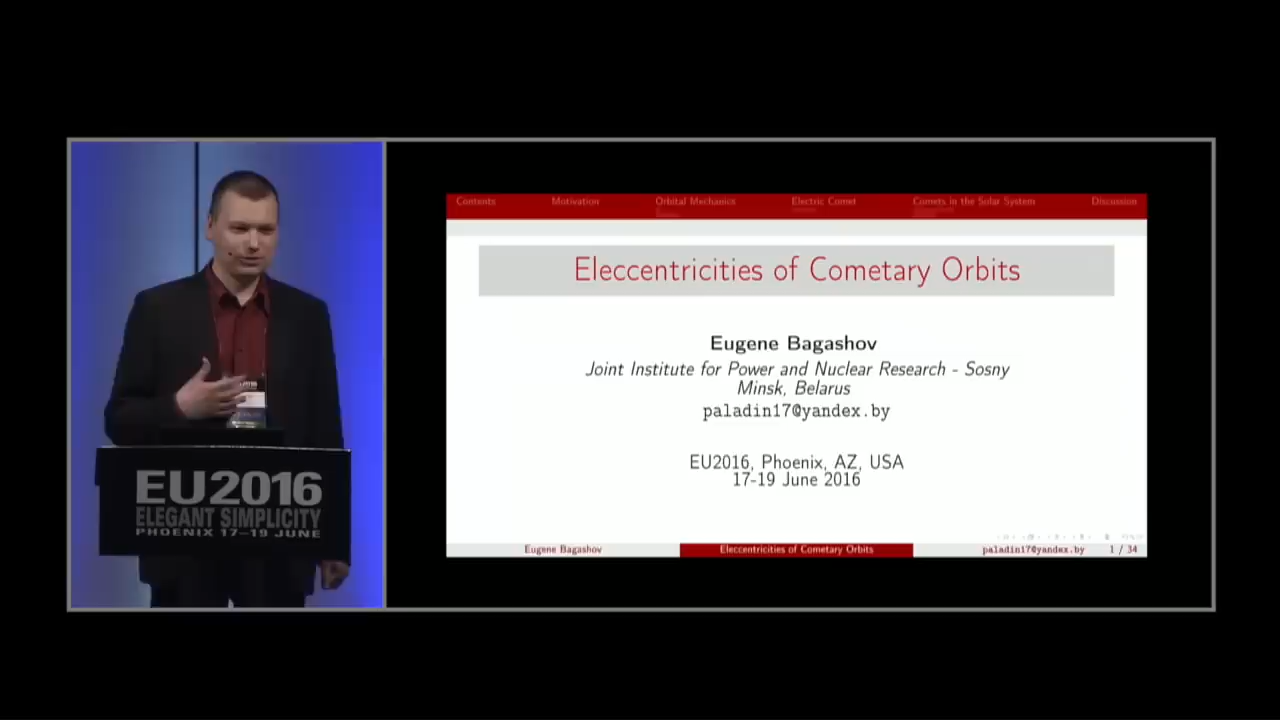 EU2016
ELEGANT SIMPLICITY
PHOENIX 17-19 JUNE
Contents Motivation Orbital Mechanics Electric Comet Comets in the Solar System Discussion
Eleccentricities of Cometary Orbits
Eugene Bagashov
Joint Institute for Power and Nuclear Research - Sosny
Minsk, Belarus
paladin17@yandex.by
EU2016, Phoenix, AZ, USA
17-19 June 2016
Eugene Bagashov Eleccentricities of Cometary Orbits paladin17@yandex.by 1 / 34